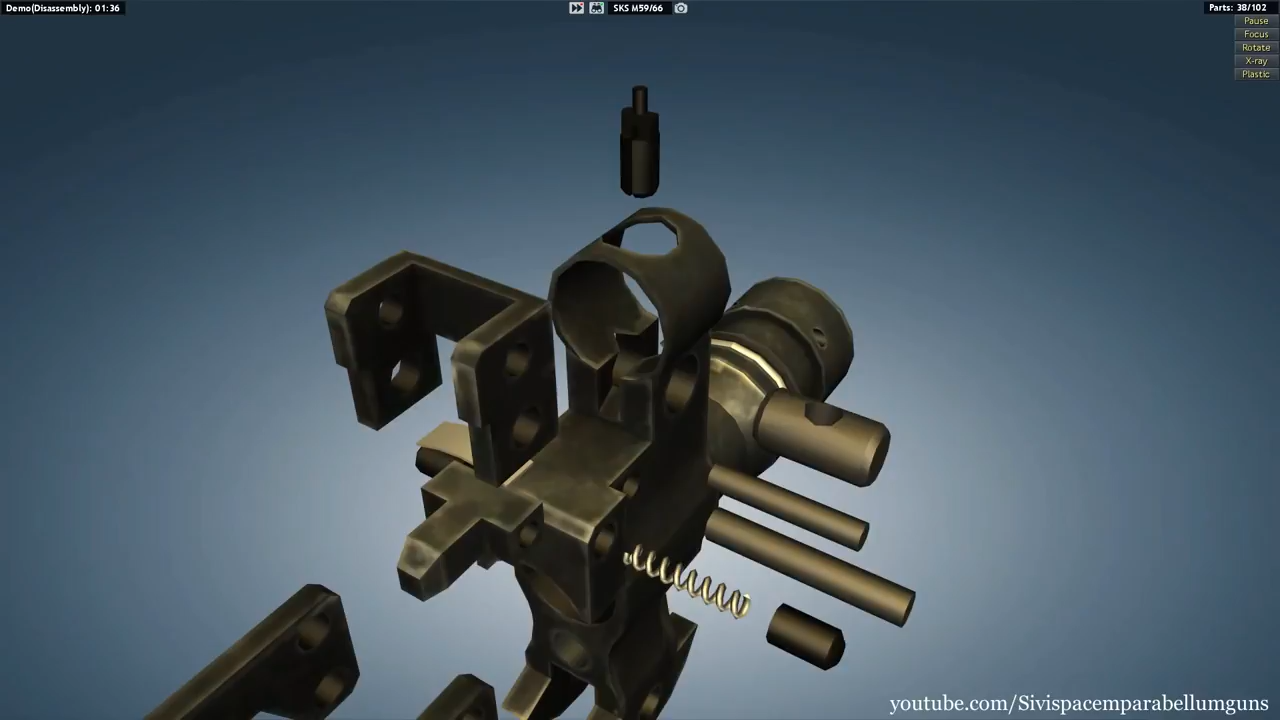 Demo(Disassembly): 01:36
SKS M59/66
Parts: 38/102
Pause
Focus
Rotate
X-ray
Plastic
youtube.com/Sivispacemparabellumguns